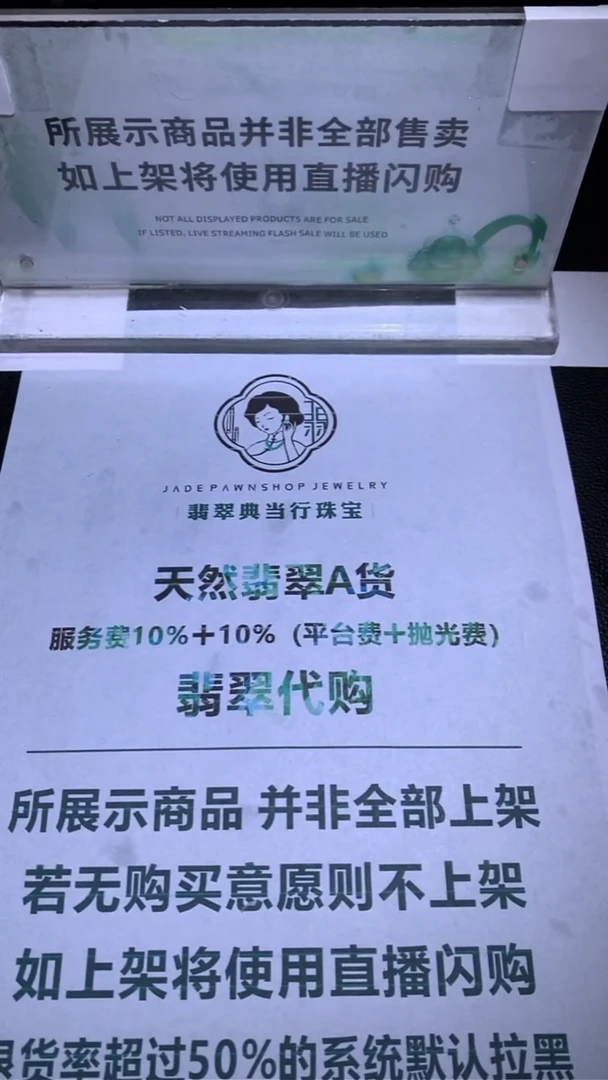 所展示商品并非全部售卖
如上架将使用直播闪购
NOT ALL DISPLAYED PRODUCTS ARE FOR SALE
IF LISTED, LIVE STREAMING FLASH SALE WILL BE USED
翡
JADE PAWNSHOP JEWELRY
翡翠典当行珠宝
天然翡翠A货
服务费10%+10%（平台费+抛光费）
翡翠代购
所展示商品 并非全部上架
若无购买意愿则不上架
如上架将使用直播闪购
退货率超过50%的系统默认拉黑